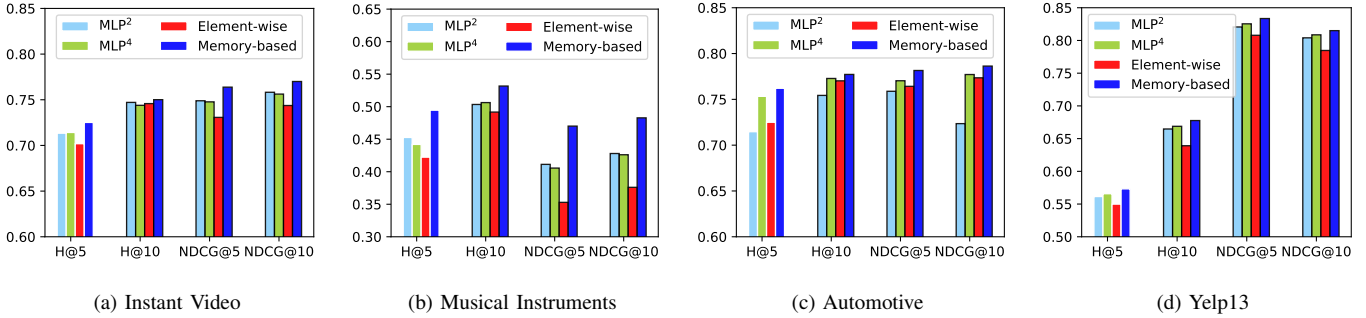 0.85
0.80
0.75
0.70
0.65
0.60
MLP²
MLP⁴
Element-wise
Memory-based
H@5 H@10 NDCG@5 NDCG@10
(a) Instant Video
0.65
0.60
0.55
0.50
0.45
0.40
0.35
0.30
MLP²
MLP⁴
Element-wise
Memory-based
H@5 H@10 NDCG@5 NDCG@10
(b) Musical Instruments
0.85
0.80
0.75
0.70
0.65
0.60
MLP²
MLP⁴
Element-wise
Memory-based
H@5 H@10 NDCG@5 NDCG@10
(c) Automotive
0.85
0.80
0.75
0.70
0.65
0.60
0.55
0.50
MLP²
MLP⁴
Element-wise
Memory-based
H@5 H@10 NDCG@5 NDCG@10
(d) Yelp13